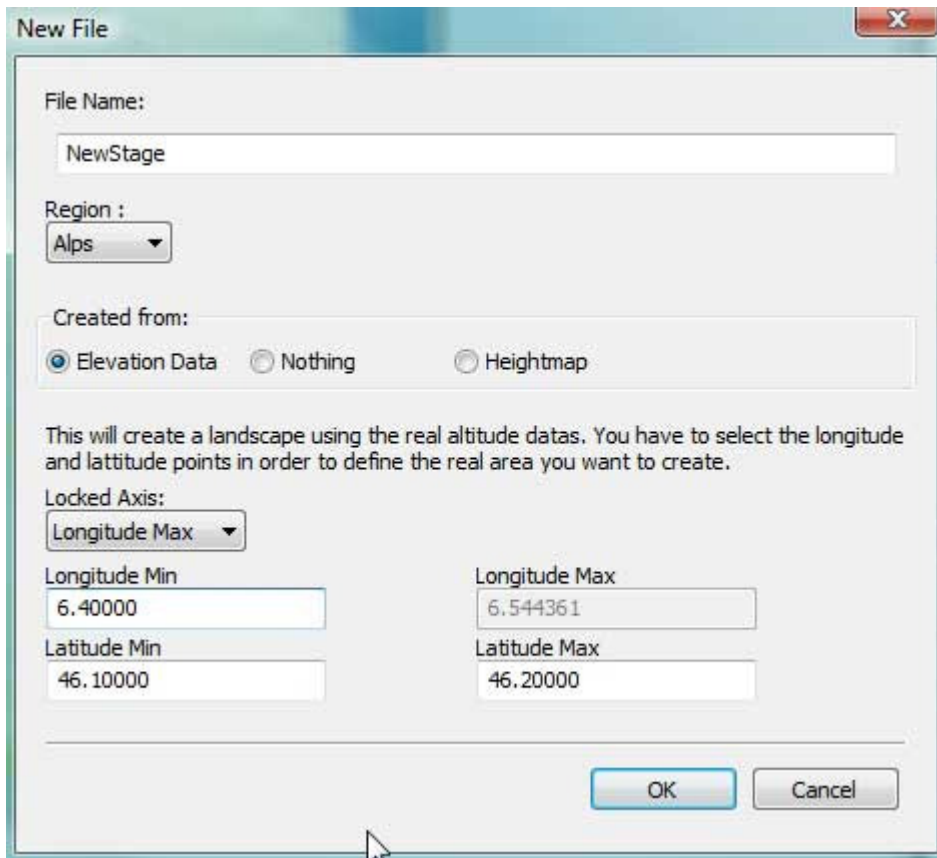 New File
File Name:
NewStage
Region :
Alps
Created from:
Elevation Data Nothing Heightmap
This will create a landscape using the real altitude datas. You have to select the longitude
and lattitude points in order to define the real area you want to create.
Locked Axis:
Longitude Max
Longitude Min Longitude Max
6.40000 6.544361
Latitude Min Latitude Max
46.10000 46.20000
OK Cancel